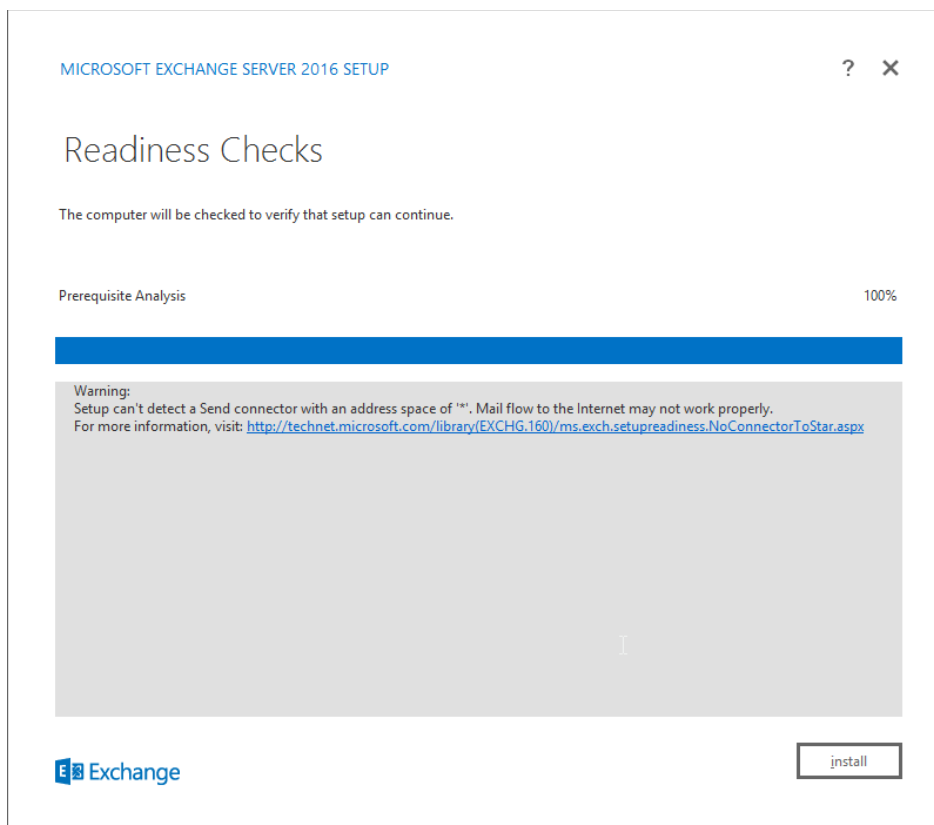 MICROSOFT EXCHANGE SERVER 2016 SETUP
? ✕
Readiness Checks
The computer will be checked to verify that setup can continue.
Prerequisite Analysis 100%
Warning:
Setup can't detect a Send connector with an address space of '*'. Mail flow to the Internet may not work properly.
For more information, visit: http://technet.microsoft.com/library(EXCHG.160)/ms.exch.setupreadiness.NoConnectorToStar.aspx
E Exchange
install